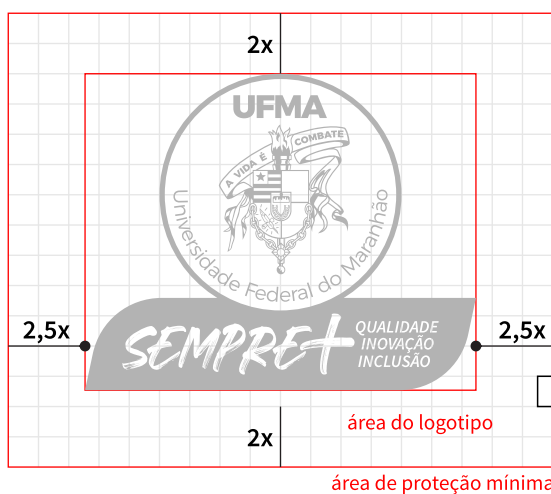 2x
UFMA
A VIDA É COMBATE
Universidade Federal do Maranhão
2,5x
SEMPRE+
QUALIDADE
INOVAÇÃO
INCLUSÃO
2,5x
2x
área do logotipo
área de proteção mínima